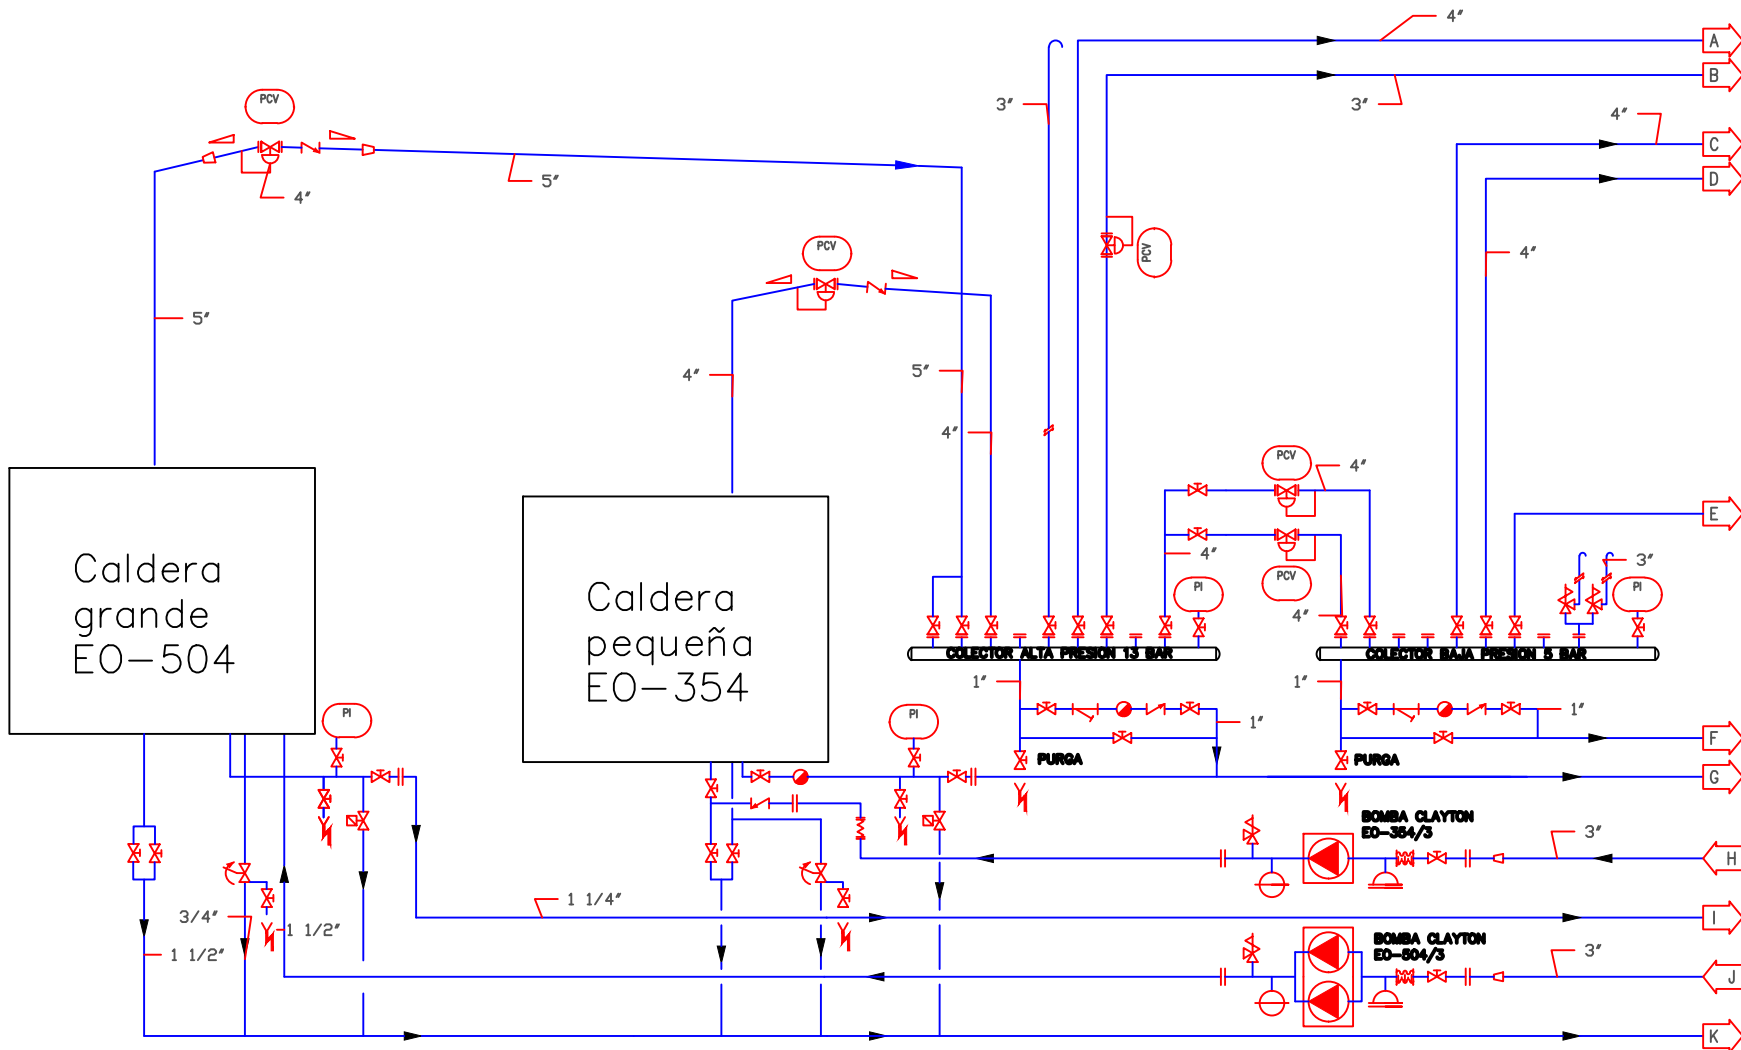 4"
A
B
3"
3"
PCV
4"
C
D
4"
5"
4"
PCV
PCV
5"
4"
5"
4"
PCV
4"
E
4"
PCV
3"
PI
PI
4"
Caldera
grande
EO-504
Caldera
pequeña
EO-354
COLECTOR ALTA PRESION 13 BAR
COLECTOR BAJA PRESION 5 BAR
1"
1"
PI
PI
1"
1"
F
PURGA
PURGA
G
BOMBA CLAYTON
EO-354/3
3"
H
1 1/4"
I
3/4"
1 1/2"
1 1/2"
BOMBA CLAYTON
EO-504/3
3"
J
K